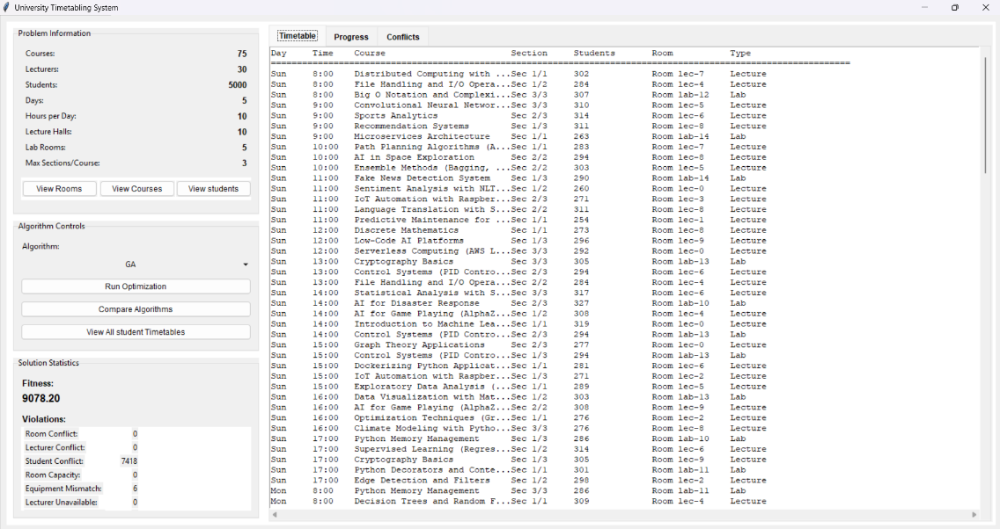 University Timetabling System
Problem Information
Courses: 75
Lecturers: 30
Students: 5000
Days: 5
Hours per Day: 10
Lecture Halls: 10
Lab Rooms: 5
Max Sections/Course: 3
View Rooms View Courses View students
Algorithm Controls
Algorithm:
GA
Run Optimization
Compare Algorithms
View All student Timetables
Solution Statistics
Fitness:
9078.20
Violations:
Room Conflict: 0
Lecturer Conflict: 0
Student Conflict: 7418
Room Capacity: 0
Equipment Mismatch: 6
Lecturer Unavailable: 0
Timetable Progress Conflicts
Day Time Course Section Students Room Type
Sun 8:00 Distributed Computing with ...Sec 1/1 302 Room lec-7 Lecture
Sun 8:00 File Handling and I/O Opera...Sec 1/2 284 Room lec-4 Lecture
Sun 8:00 Big O Notation and Complexi...Sec 3/3 307 Room lab-12 Lab
Sun 9:00 Convolutional Neural Networ...Sec 3/3 310 Room lec-5 Lecture
Sun 9:00 Sports Analytics Sec 2/3 314 Room lec-6 Lecture
Sun 9:00 Recommendation Systems Sec 1/3 311 Room lec-8 Lecture
Sun 9:00 Microservices Architecture Sec 1/1 263 Room lab-14 Lab
Sun 10:00 Path Planning Algorithms (A...Sec 1/1 283 Room lec-7 Lecture
Sun 10:00 AI in Space Exploration Sec 2/2 294 Room lec-8 Lecture
Sun 10:00 Ensemble Methods (Bagging, ...Sec 2/2 303 Room lec-5 Lecture
Sun 11:00 Fake News Detection System Sec 1/3 290 Room lab-14 Lab
Sun 11:00 Sentiment Analysis with NLT...Sec 1/2 260 Room lec-0 Lecture
Sun 11:00 IoT Automation with Raspber...Sec 2/3 271 Room lec-3 Lecture
Sun 11:00 Language Translation with S...Sec 2/2 311 Room lec-8 Lecture
Sun 11:00 Predictive Maintenance for ...Sec 1/1 254 Room lec-1 Lecture
Sun 12:00 Discrete Mathematics Sec 1/1 273 Room lec-8 Lecture
Sun 12:00 Low-Code AI Platforms Sec 1/3 296 Room lec-9 Lecture
Sun 12:00 Serverless Computing (AWS L...Sec 3/3 292 Room lec-0 Lecture
Sun 13:00 Cryptography Basics Sec 3/3 305 Room lab-13 Lab
Sun 13:00 Control Systems (PID Contro...Sec 2/3 294 Room lec-6 Lecture
Sun 13:00 File Handling and I/O Opera...Sec 2/2 284 Room lec-4 Lecture
Sun 14:00 Statistical Analysis with S...Sec 3/3 317 Room lec-6 Lecture
Sun 14:00 AI for Disaster Response Sec 2/3 327 Room lab-10 Lab
Sun 14:00 AI for Game Playing (AlphaZ...Sec 1/2 308 Room lec-4 Lecture
Sun 14:00 Introduction to Machine Lea...Sec 1/1 319 Room lec-0 Lecture
Sun 14:00 Control Systems (PID Contro...Sec 2/3 294 Room lab-13 Lab
Sun 15:00 Graph Theory Applications Sec 2/3 277 Room lec-0 Lecture
Sun 15:00 Control Systems (PID Contro...Sec 1/3 294 Room lab-13 Lab
Sun 15:00 Dockerizing Python Applicat...Sec 1/1 281 Room lec-6 Lecture
Sun 15:00 IoT Automation with Raspber...Sec 1/3 271 Room lec-2 Lecture
Sun 15:00 Exploratory Data Analysis (...Sec 1/1 289 Room lec-5 Lecture
Sun 16:00 Data Visualization with Mat...Sec 1/2 303 Room lab-13 Lab
Sun 16:00 AI for Game Playing (AlphaZ...Sec 2/2 308 Room lec-9 Lecture
Sun 16:00 Optimization Techniques (Gr...Sec 1/1 276 Room lec-2 Lecture
Sun 16:00 Climate Modeling with Pytho...Sec 3/3 276 Room lec-8 Lecture
Sun 17:00 Python Memory Management Sec 1/3 286 Room lab-10 Lab
Sun 17:00 Supervised Learning (Regres...Sec 1/2 314 Room lec-6 Lecture
Sun 17:00 Cryptography Basics Sec 1/3 305 Room lec-9 Lecture
Sun 17:00 Python Decorators and Conte...Sec 1/1 301 Room lab-11 Lab
Sun 17:00 Edge Detection and Filters Sec 1/2 298 Room lec-2 Lecture
Mon 8:00 Python Memory Management Sec 3/3 286 Room lab-11 Lab
Mon 8:00 Decision Trees and Random F...Sec 1/1 309 Room lec-4 Lecture